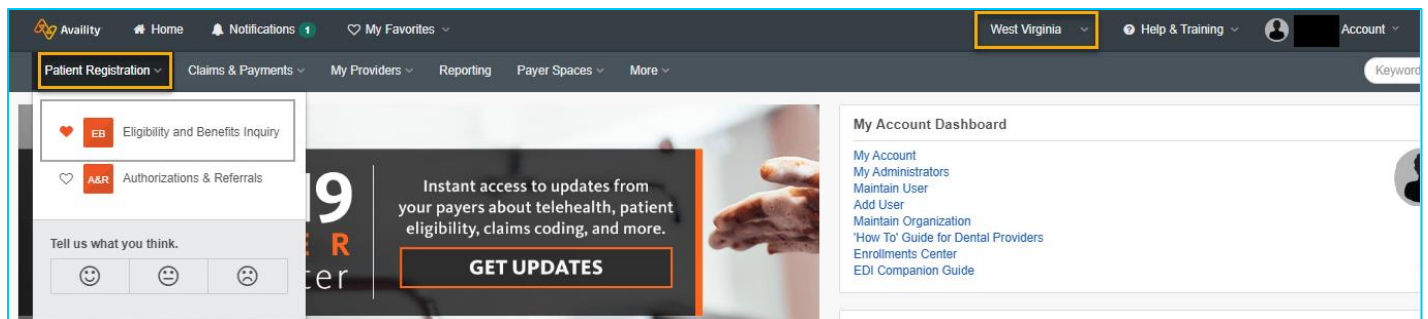 Availity Home Notifications 1 My Favorites West Virginia Help & Training Account
Patient Registration Claims & Payments My Providers Reporting Payer Spaces More Keyword
EB Eligibility and Benefits Inquiry
A&R Authorizations & Referrals
Tell us what you think.
19
E R
ter
Instant access to updates from
your payers about telehealth, patient
eligibility, claims coding, and more.
GET UPDATES
My Account Dashboard
My Account
My Administrators
Maintain User
Add User
Maintain Organization
'How To' Guide for Dental Providers
Enrollments Center
EDI Companion Guide